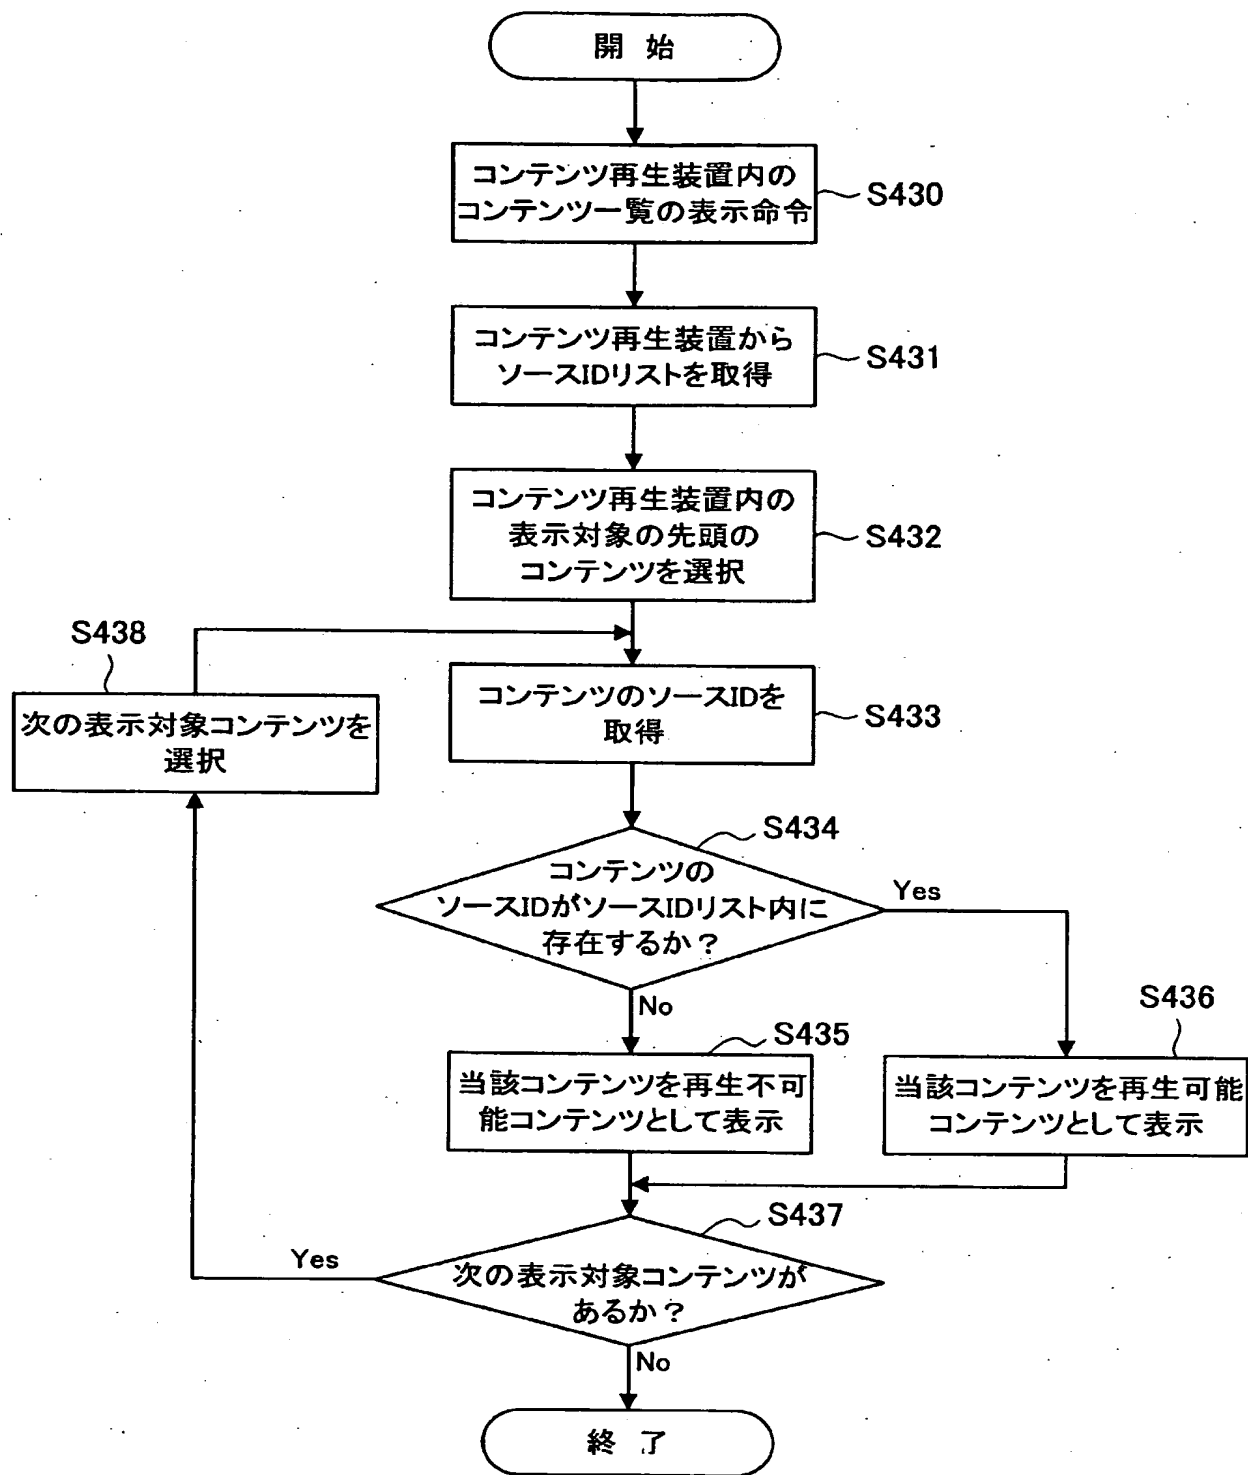 開始
コンテンツ再生装置内の
コンテンツ一覧の表示命令
S430
コンテンツ再生装置から
ソースIDリストを取得
S431
コンテンツ再生装置内の
表示対象の先頭の
コンテンツを選択
S432
S438
次の表示対象コンテンツを
選択
コンテンツのソースIDを
取得
S433
S434
コンテンツの
ソースIDがソースIDリスト内に
存在するか？
Yes
No
S435
当該コンテンツを再生不可
能コンテンツとして表示
S436
当該コンテンツを再生可能
コンテンツとして表示
S437
次の表示対象コンテンツが
あるか？
Yes
No
終了